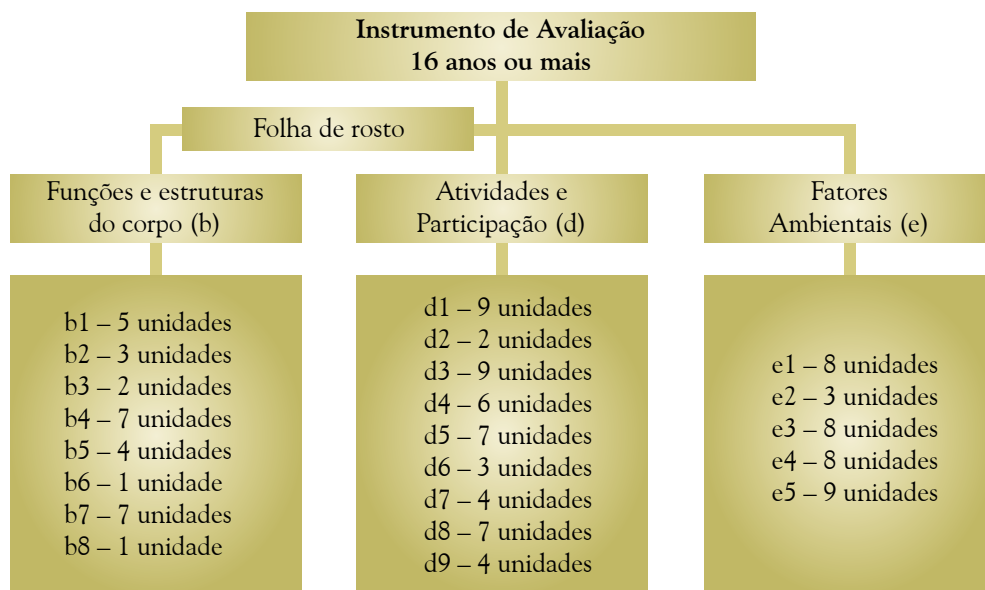 Instrumento de Avaliação
16 anos ou mais
Folha de rosto
Funções e estruturas
do corpo (b)
b1 – 5 unidades
b2 – 3 unidades
b3 – 2 unidades
b4 – 7 unidades
b5 – 4 unidades
b6 – 1 unidade
b7 – 7 unidades
b8 – 1 unidade
Atividades e
Participação (d)
d1 – 9 unidades
d2 – 2 unidades
d3 – 9 unidades
d4 – 6 unidades
d5 – 7 unidades
d6 – 3 unidades
d7 – 4 unidades
d8 – 7 unidades
d9 – 4 unidades
Fatores
Ambientais (e)
e1 – 8 unidades
e2 – 3 unidades
e3 – 8 unidades
e4 – 8 unidades
e5 – 9 unidades